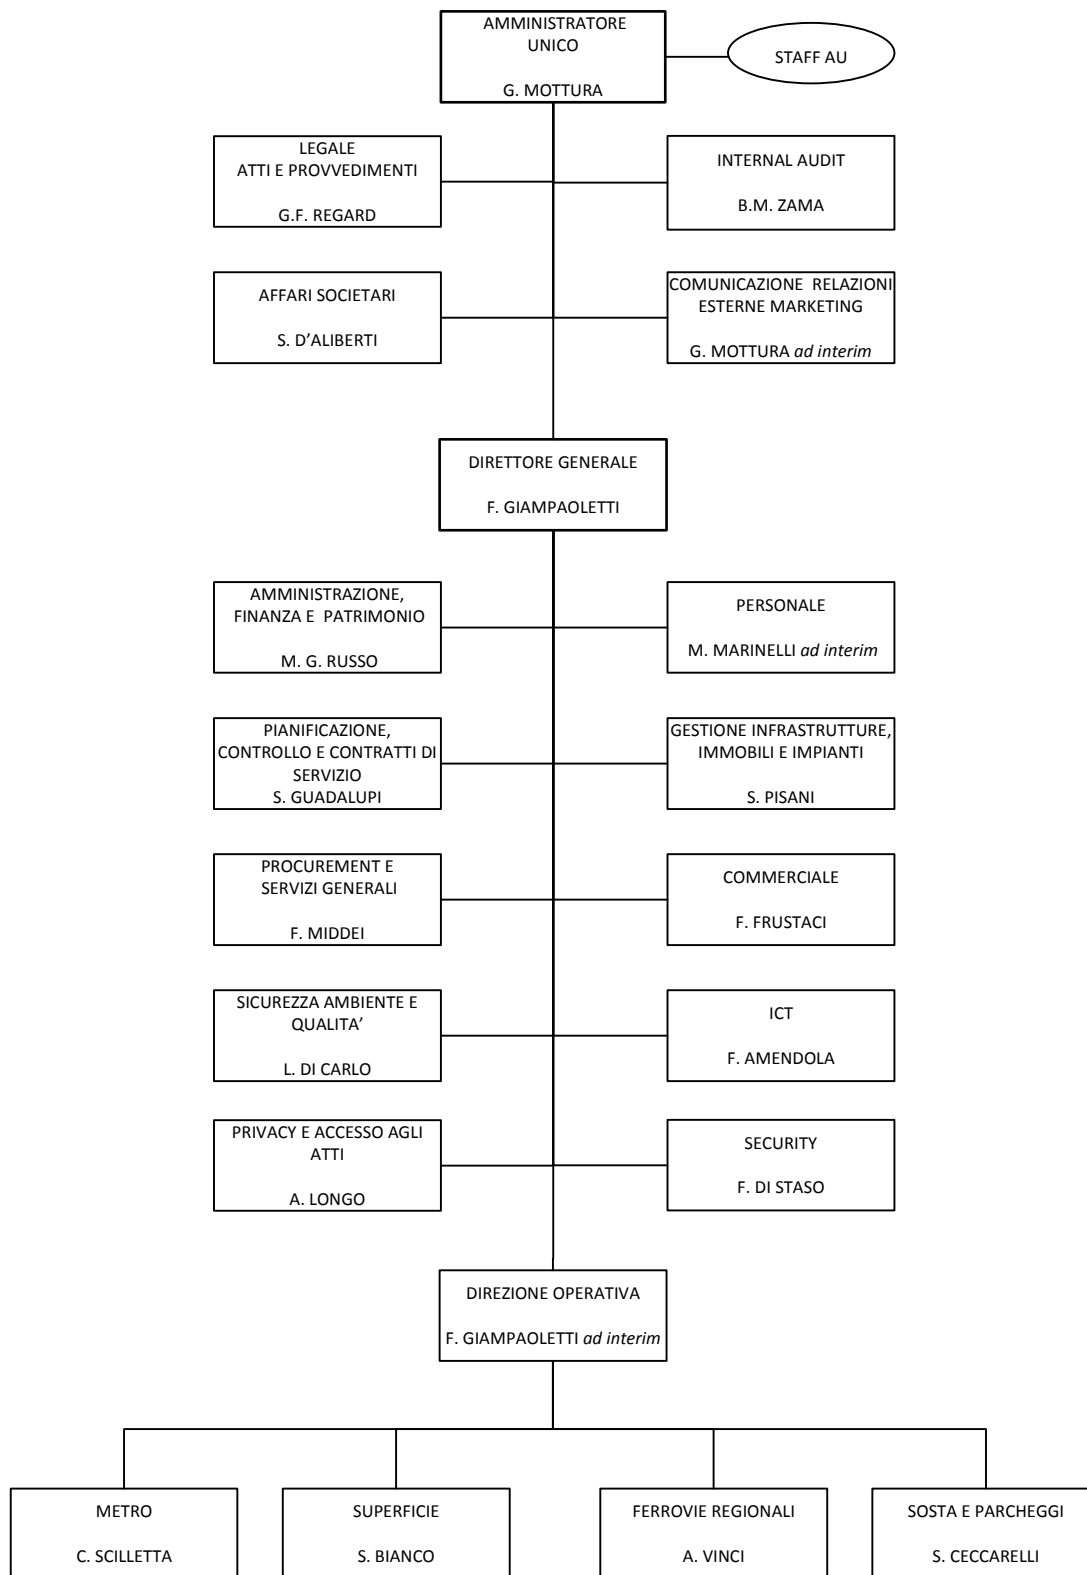 AMMINISTRATORE
UNICO
G. MOTTURA
STAFF AU
LEGALE
ATTI E PROVVEDIMENTI
G.F. REGARD
INTERNAL AUDIT
B.M. ZAMA
AFFARI SOCIETARI
S. D'ALIBERTI
COMUNICAZIONE RELAZIONI
ESTERNE MARKETING
G. MOTTURA ad interim
DIRETTORE GENERALE
F. GIAMPAOLETTI
AMMINISTRAZIONE,
FINANZA E PATRIMONIO
M. G. RUSSO
PERSONALE
M. MARINELLI ad interim
PIANIFICAZIONE,
CONTROLLO E CONTRATTI DI
SERVIZIO
S. GUADALUPI
GESTIONE INFRASTRUTTURE,
IMMOBILI E IMPIANTI
S. PISANI
PROCUREMENT E
SERVIZI GENERALI
F. MIDDEI
COMMERCIALE
F. FRUSTACI
SICUREZZA AMBIENTE E
QUALITA'
L. DI CARLO
ICT
F. AMENDOLA
PRIVACY E ACCESSO AGLI
ATTI
A. LONGO
SECURITY
F. DI STASO
DIREZIONE OPERATIVA
F. GIAMPAOLETTI ad interim
METRO
C. SCILLETTA
SUPERFICIE
S. BIANCO
FERROVIE REGIONALI
A. VINCI
SOSTA E PARCHEGGI
S. CECCARELLI